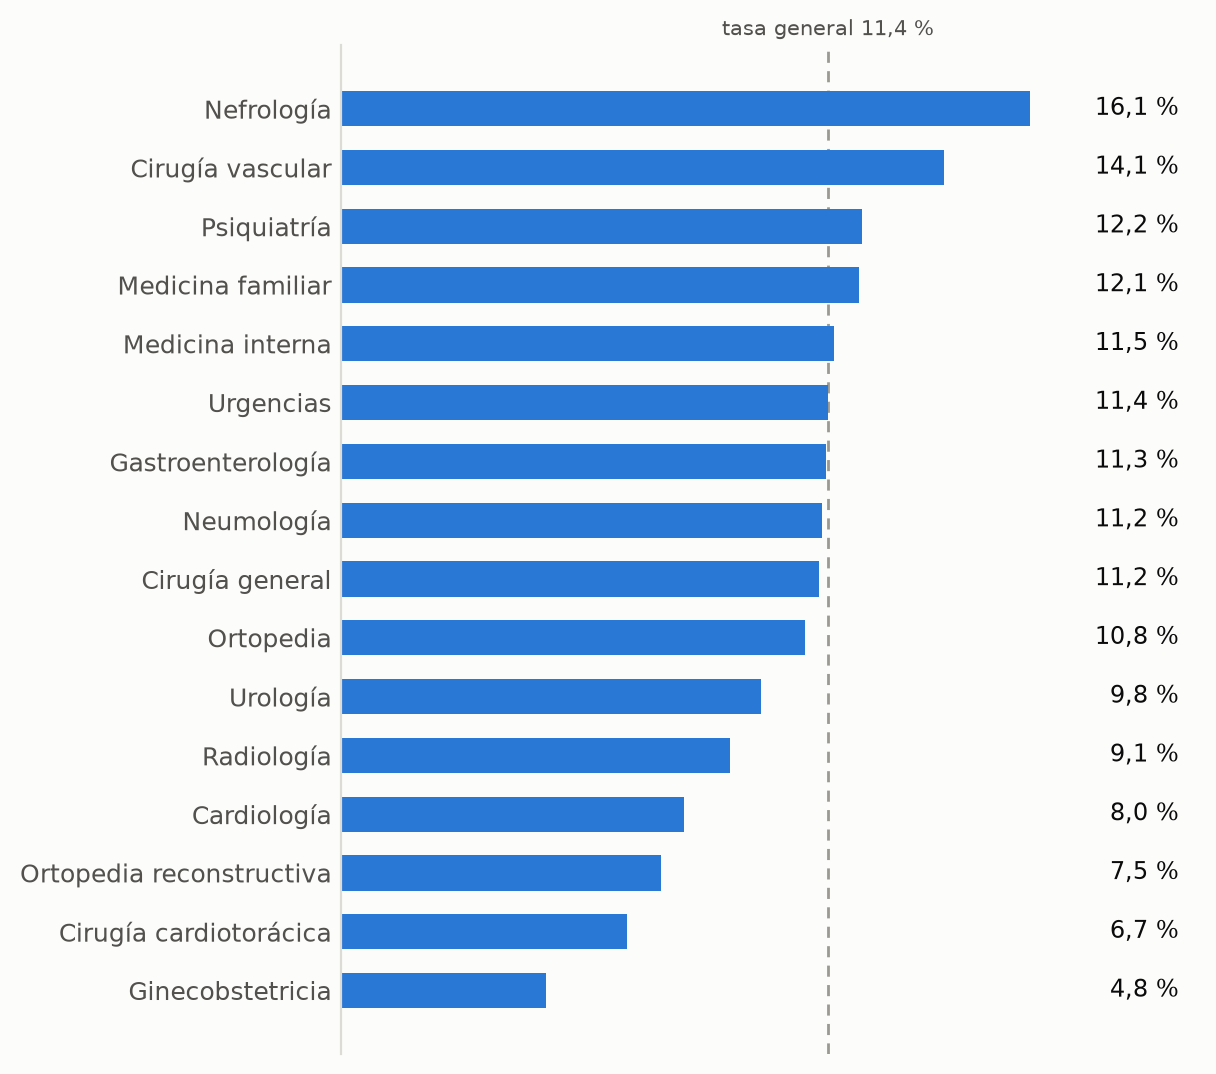 tasa general 11,4 %
Nefrología 16,1 %
Cirugía vascular 14,1 %
Psiquiatría 12,2 %
Medicina familiar 12,1 %
Medicina interna 11,5 %
Urgencias 11,4 %
Gastroenterología 11,3 %
Neumología 11,2 %
Cirugía general 11,2 %
Ortopedia 10,8 %
Urología 9,8 %
Radiología 9,1 %
Cardiología 8,0 %
Ortopedia reconstructiva 7,5 %
Cirugía cardiotorácica 6,7 %
Ginecobstetricia 4,8 %